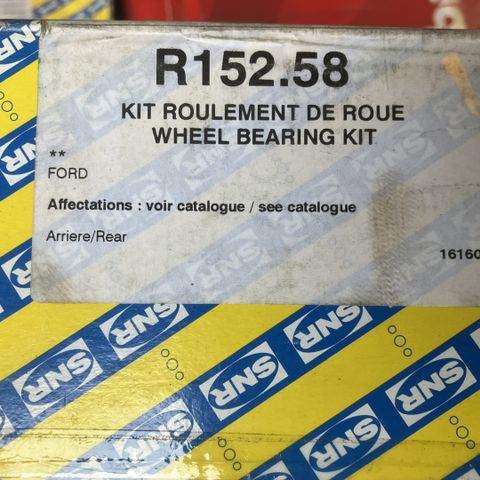 R152.58
KIT ROULEMENT DE ROUE
WHEEL BEARING KIT
**
FORD
Affectations : voir catalogue / see catalogue
Arriere/Rear
16160
SNR
SNR
SNR
SNR
SNR
SNR
SNR
SNR